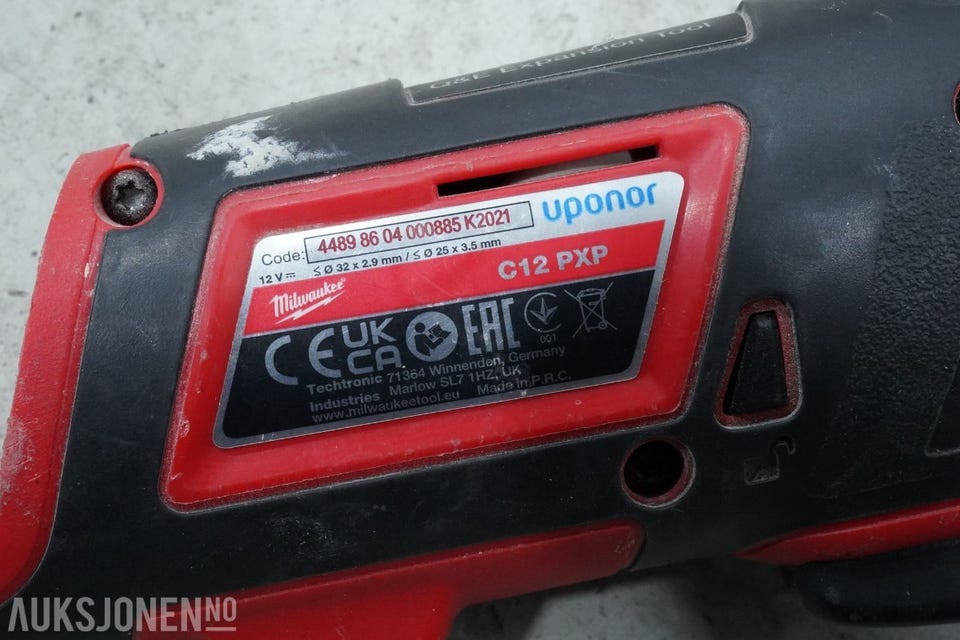 Q&E Expansion Tool
uponor
Code: 4489 86 04 000885 K2021
12 V ⎓ ≤ Ø 32 x 2.9 mm / ≤ Ø 25 x 3.5 mm
C12 PXP
Milwaukee
CE UK CA EAC
001
Techtronic 71364 Winnenden, Germany
Industries Marlow SL7 1HZ, UK
www.milwaukeetool.eu Made in P.R.C.
AUKSJONEN.NO